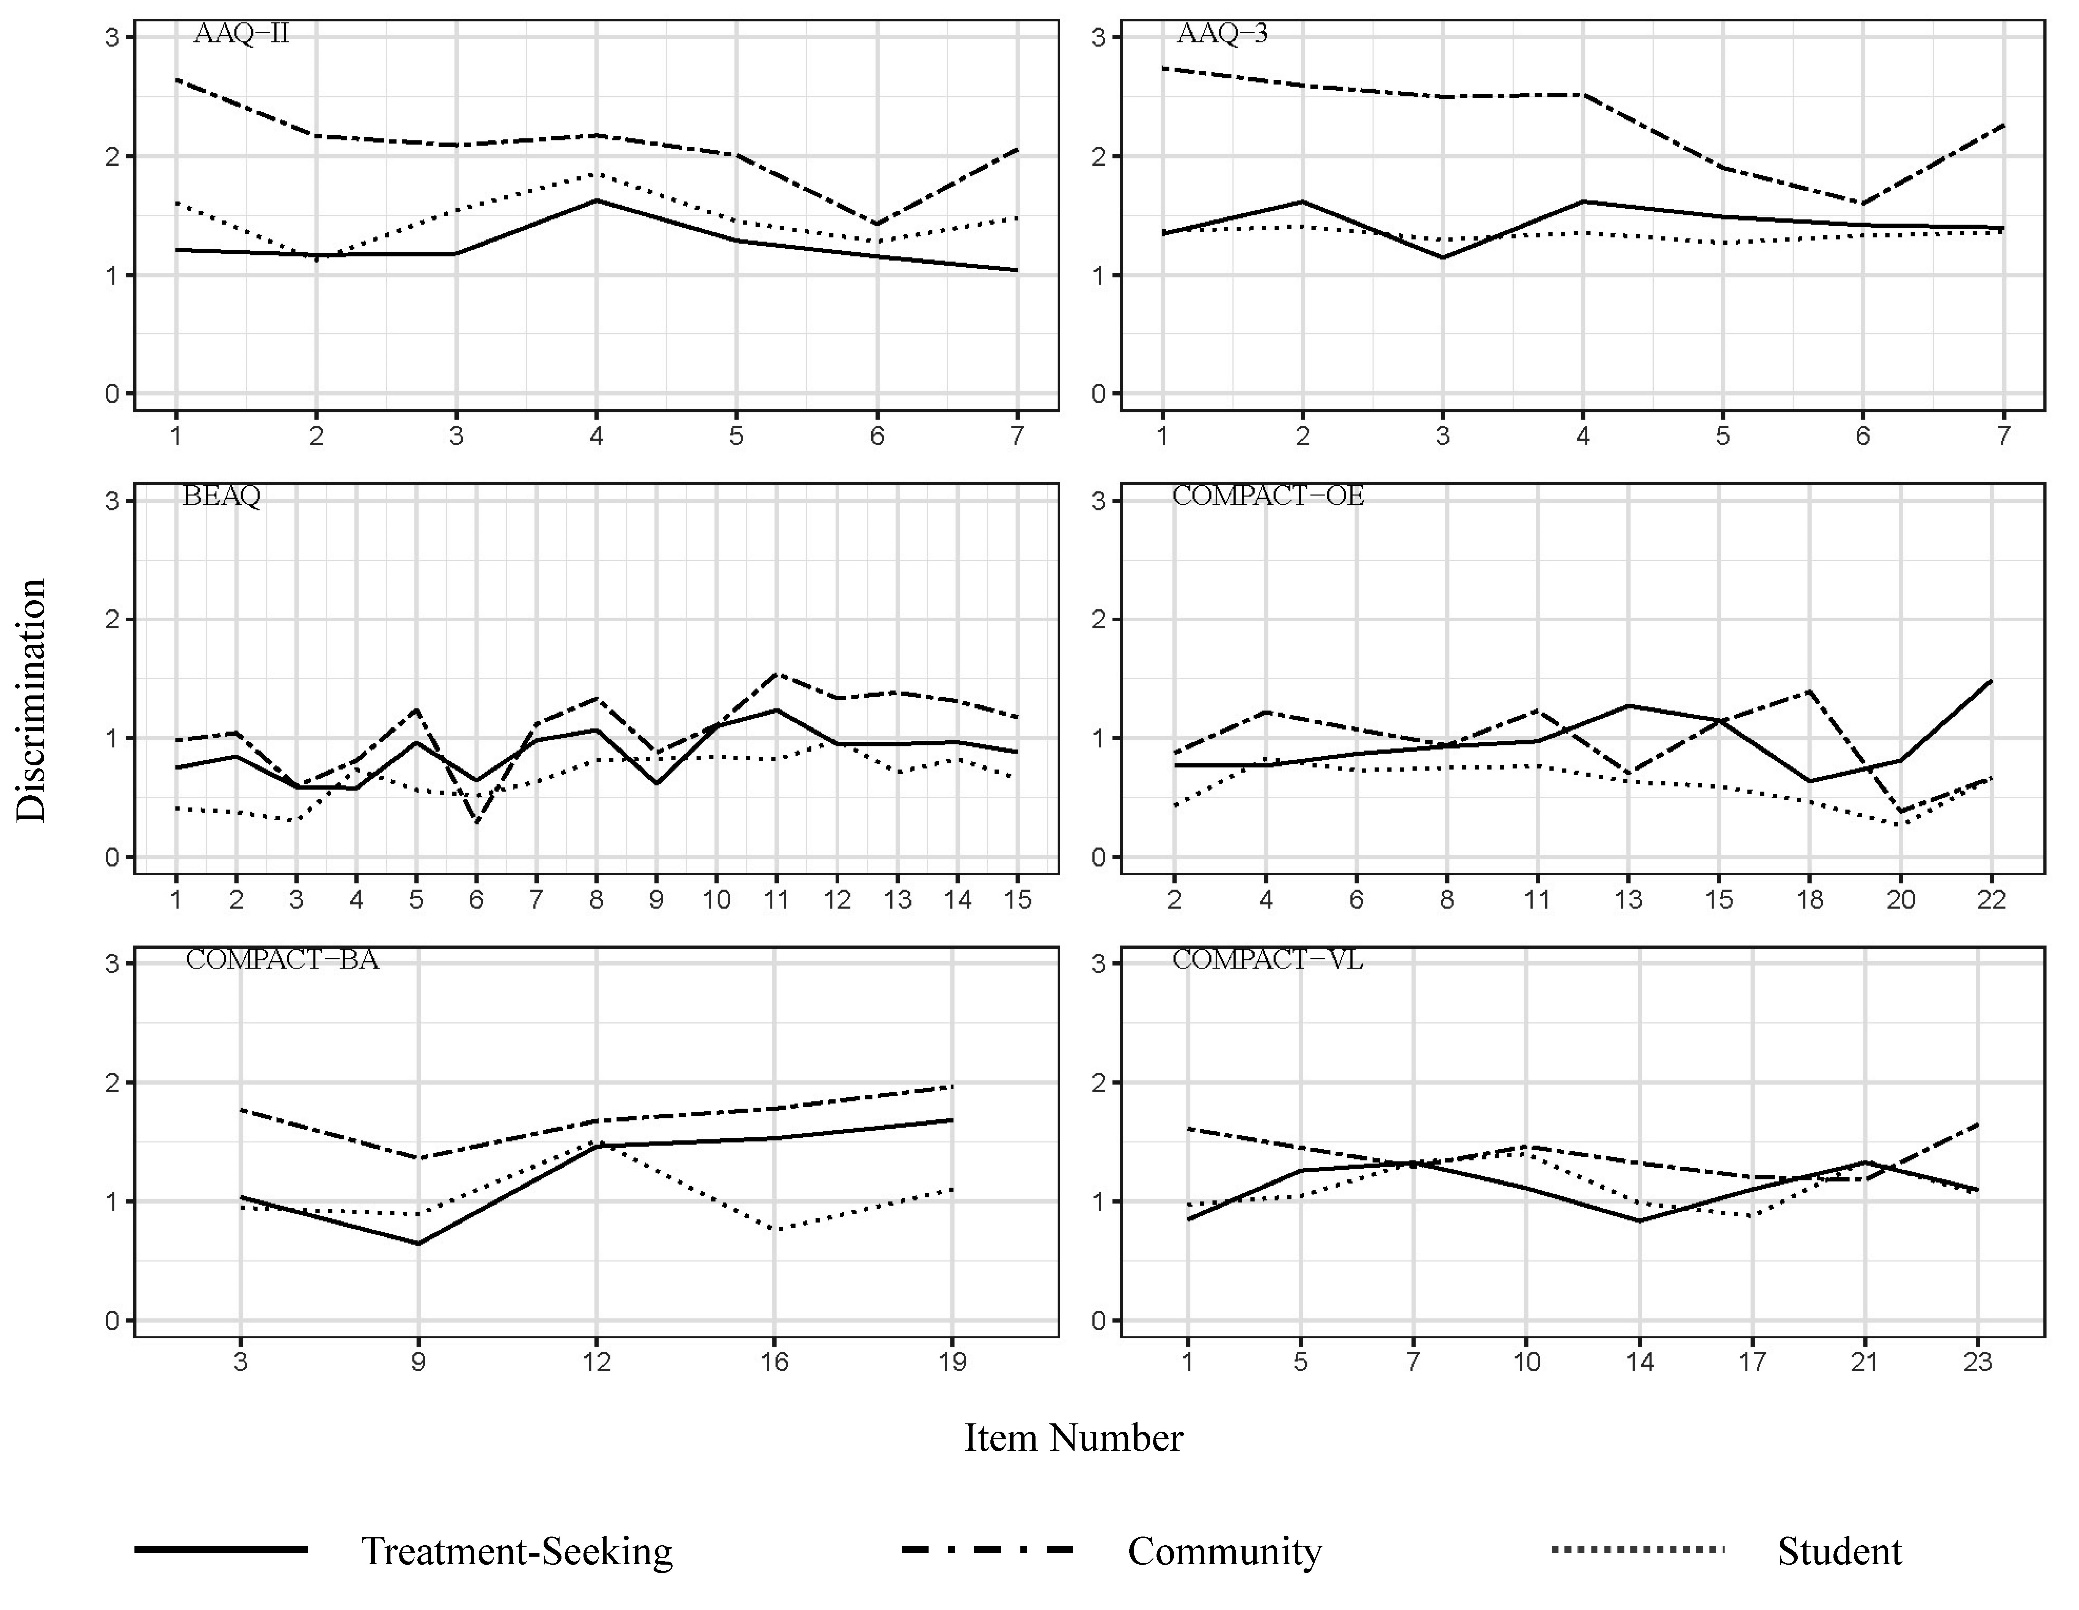 AAQ−II
3
2
1
0
1 2 3 4 5 6 7
AAQ−3
3
2
1
0
1 2 3 4 5 6 7
BEAQ
3
2
1
0
1 2 3 4 5 6 7 8 9 10 11 12 13 14 15
COMPACT−OE
3
2
1
0
2 4 6 8 11 13 15 18 20 22
COMPACT−BA
3
2
1
0
3 9 12 16 19
COMPACT−VL
3
2
1
0
1 5 7 10 14 17 21 23
Discrimination
Item Number
Treatment-Seeking Community Student